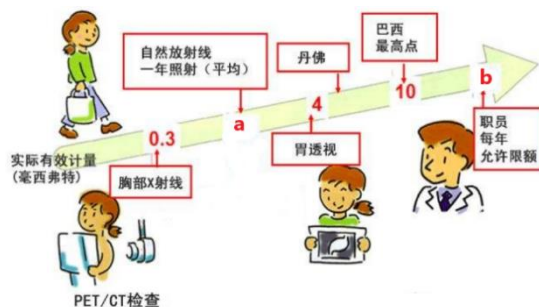 自然放射线
一年照射（平均）
丹佛
巴西
最高点
0.3
a
4
10
b
实际有效计量
(毫西弗特)
胸部X射线
胃透视
职员
每年
允许限额
PET/CT检查